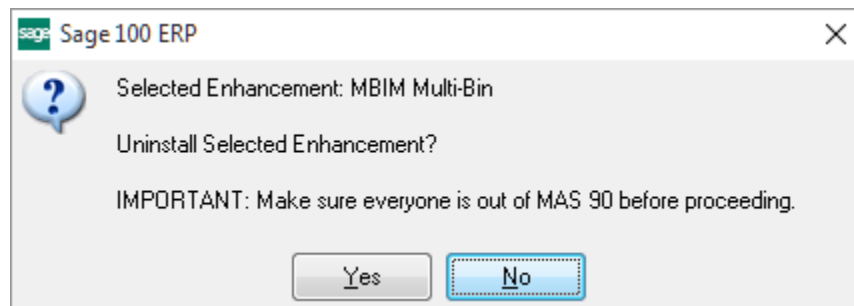 sage Sage 100 ERP
Selected Enhancement: MBIM Multi-Bin
Uninstall Selected Enhancement?
IMPORTANT: Make sure everyone is out of MAS 90 before proceeding.
Yes No